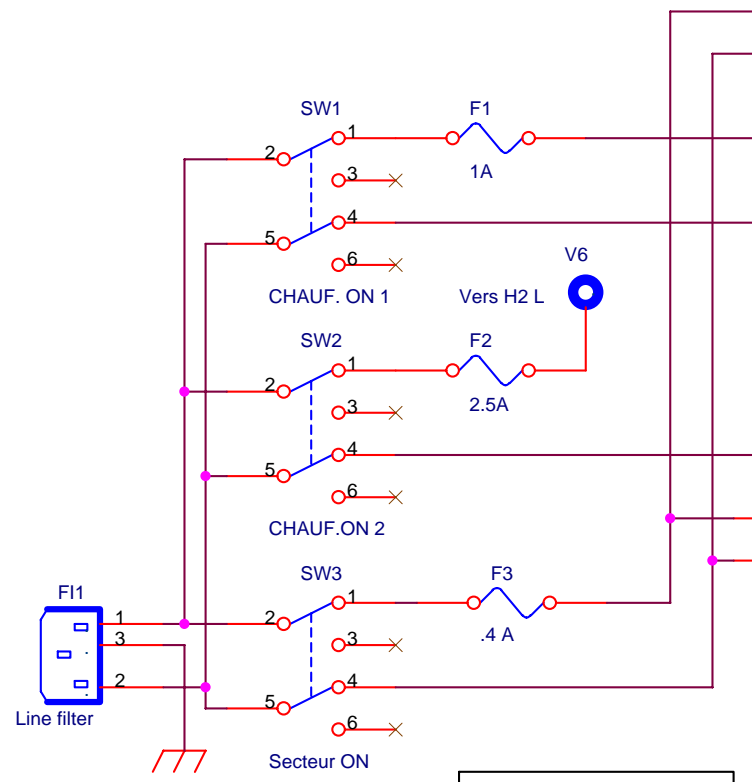 SW1
F1
1
2
1A
3
4
5
6
V6
CHAUF. ON 1
Vers H2 L
SW2
F2
1
2
2.5A
3
4
5
6
CHAUF.ON 2
SW3
F3
FI1
1
2
1
.4 A
3
3
2
4
5
Line filter
6
Secteur ON